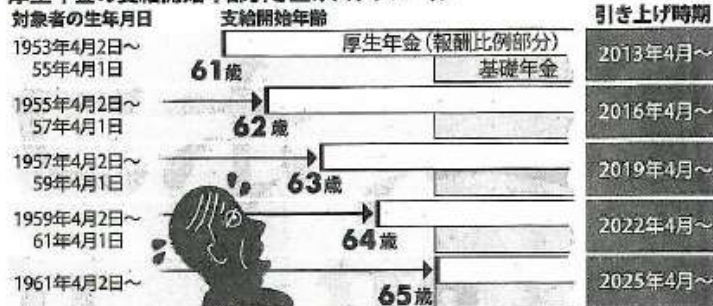 対象者の生年月日 支給開始年齢 引き上げ時期
1953年4月2日～
55年4月1日
61歳
厚生年金(報酬比例部分)
基礎年金
2013年4月～
1955年4月2日～
57年4月1日
62歳
2016年4月～
1957年4月2日～
59年4月1日
63歳
2019年4月～
1959年4月2日～
61年4月1日
64歳
2022年4月～
1961年4月2日～
65歳
2025年4月～